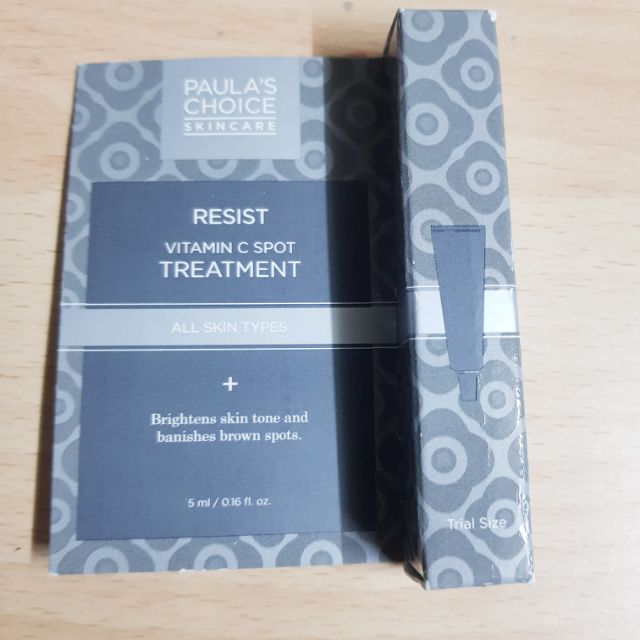 PAULA'S
CHOICE
SKINCARE
RESIST
VITAMIN C SPOT
TREATMENT
ALL SKIN TYPES
+
Brightens skin tone and
banishes brown spots.
5 ml / 0.16 fl. oz.
Trial Size